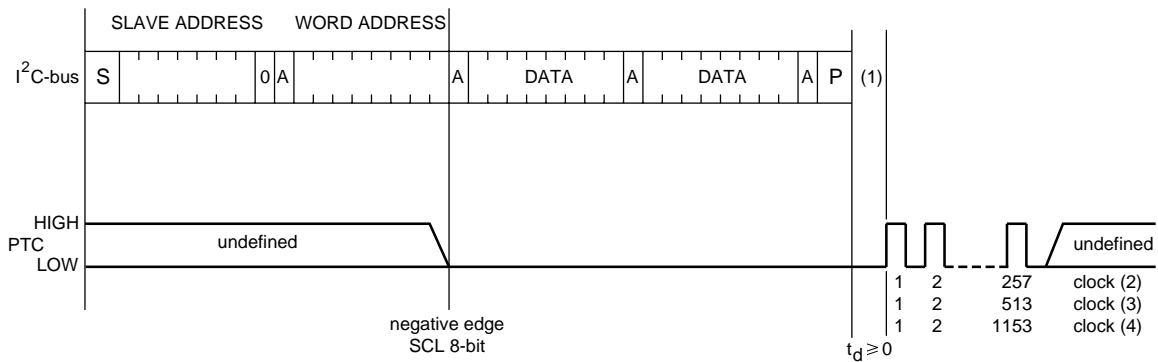 SLAVE ADDRESS WORD ADDRESS
I²C-bus S 0 A A DATA A DATA A P (1)
HIGH
PTC undefined undefined
LOW
1 2 257 clock (2)
1 2 513 clock (3)
1 2 1153 clock (4)
negative edge
SCL 8-bit
td ⩾ 0